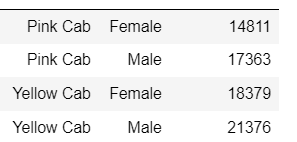 Pink Cab Female 14811
Pink Cab Male 17363
Yellow Cab Female 18379
Yellow Cab Male 21376